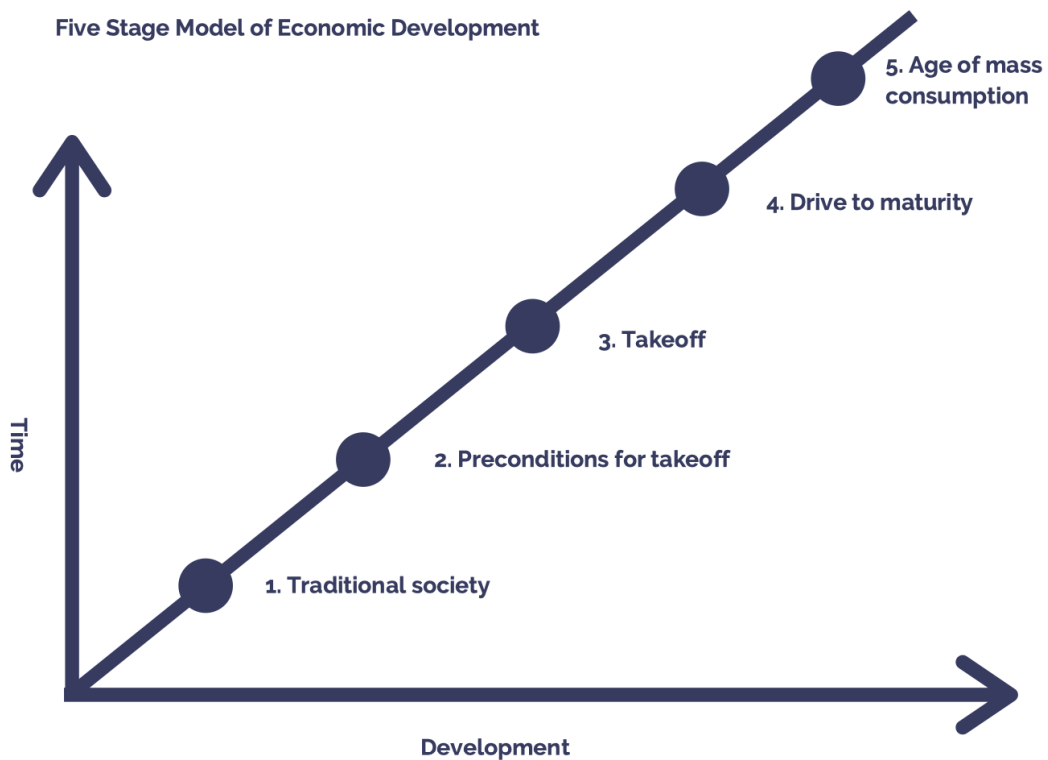 Five Stage Model of Economic Development
5. Age of mass
consumption
4. Drive to maturity
3. Takeoff
2. Preconditions for takeoff
1. Traditional society
Time
Development